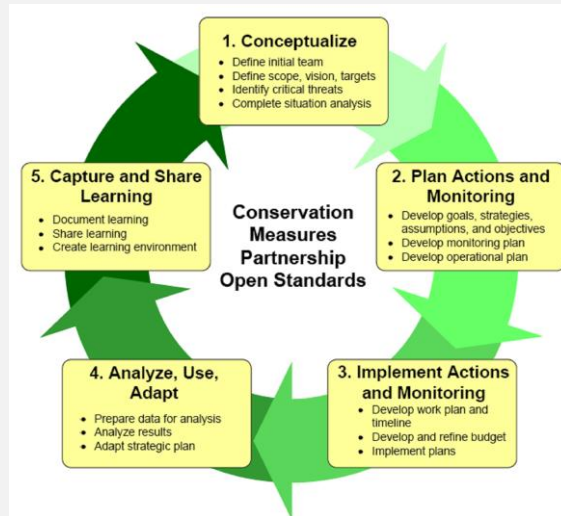 1. Conceptualize
• Define initial team
• Define scope, vision, targets
• Identify critical threats
• Complete situation analysis
2. Plan Actions and
Monitoring
• Develop goals, strategies,
assumptions, and objectives
• Develop monitoring plan
• Develop operational plan
3. Implement Actions
and Monitoring
• Develop work plan and
timeline
• Develop and refine budget
• Implement plans
4. Analyze, Use,
Adapt
• Prepare data for analysis
• Analyze results
• Adapt strategic plan
5. Capture and Share
Learning
• Document learning
• Share learning
• Create learning environment
Conservation
Measures
Partnership
Open Standards